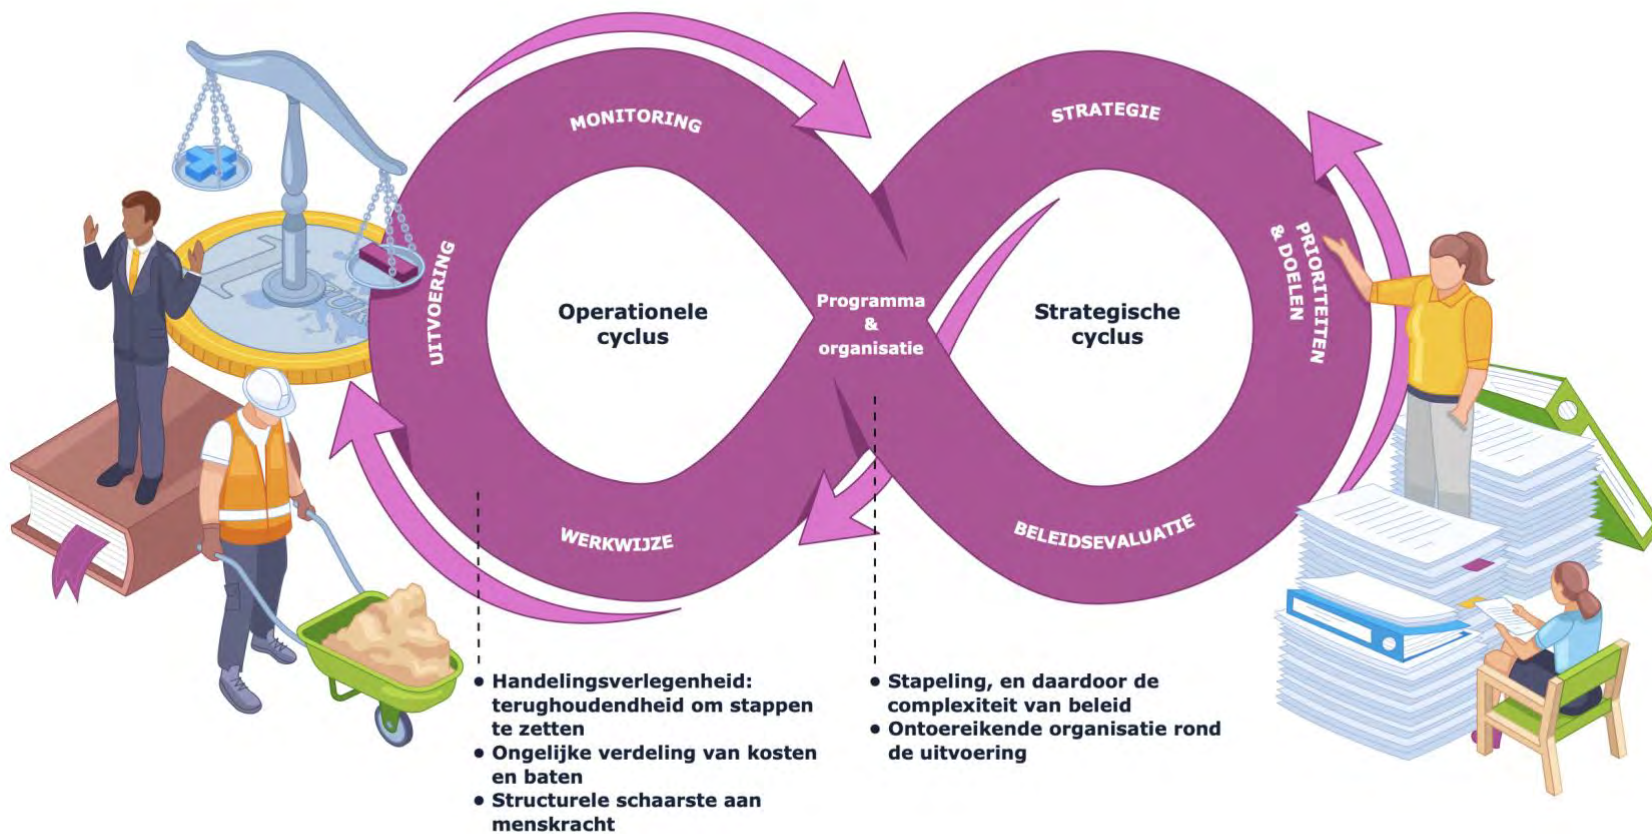 MONITORING
STRATEGIE
UITVOERING
PRIORITEITEN
& DOELEN
Operationele
cyclus
Programma
&
organisatie
Strategische
cyclus
WERKWIJZE
BELEIDSEVALUATIE
• Handelingsverlegenheid:
terughoudendheid om stappen
te zetten
• Ongelijke verdeling van kosten
en baten
• Structurele schaarste aan
menskracht
• Stapeling, en daardoor de
complexiteit van beleid
• Ontoereikende organisatie rond
de uitvoering